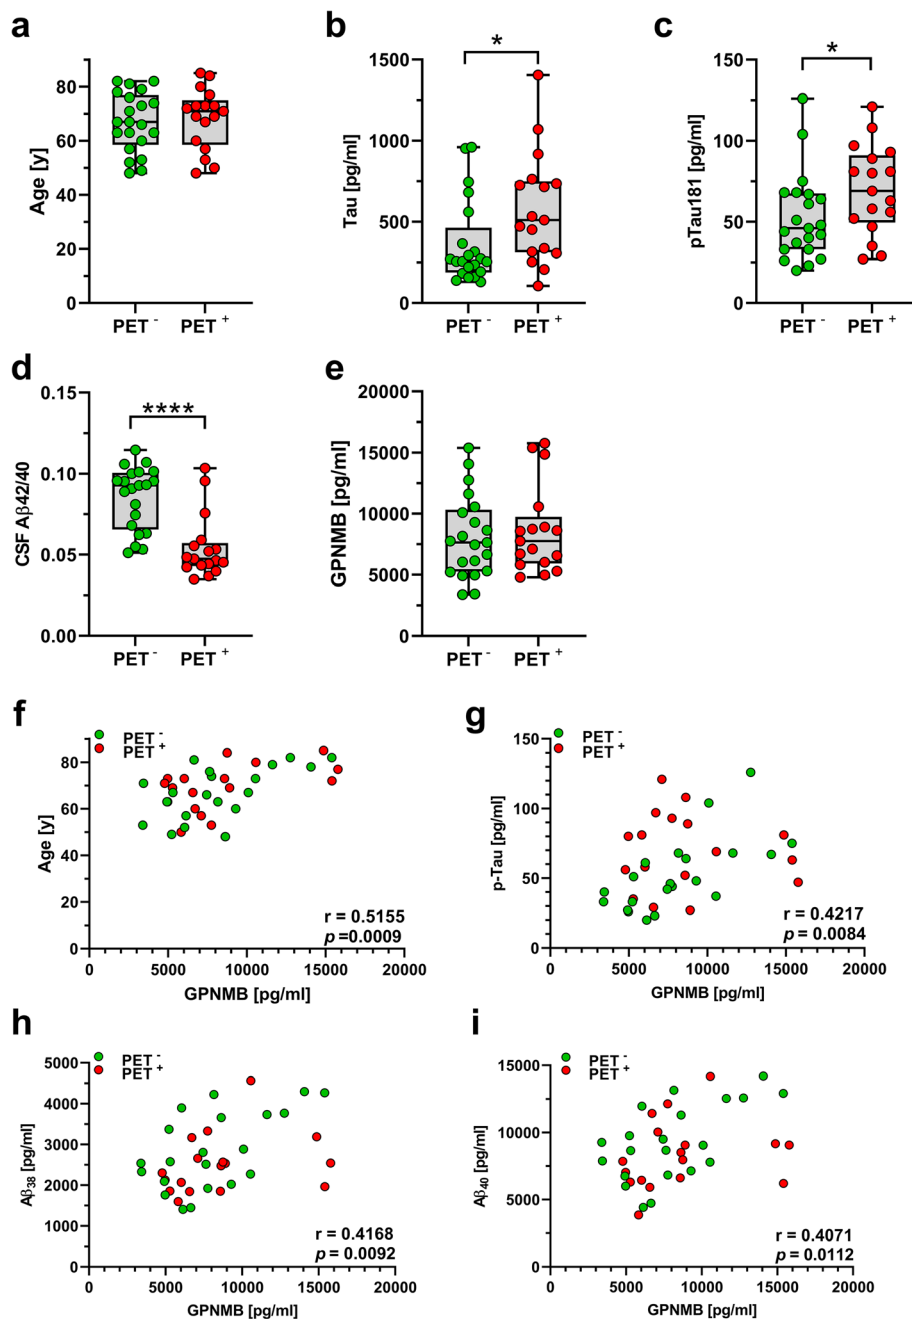 a
Age [y]
80
60
40
20
0
PET - PET +
b
Tau [pg/ml]
1500
1000
500
0
*
PET - PET +
c
pTau181 [pg/ml]
150
100
50
0
*
PET - PET +
d
CSF Aβ42/40
0.15
0.10
0.05
0.00
****
PET - PET +
e
GPNMB [pg/ml]
20000
15000
10000
5000
0
PET - PET +
f
PET -
PET +
Age [y]
80
60
40
20
0
r = 0.5155
p =0.0009
0 5000 10000 15000 20000
GPNMB [pg/ml]
g
PET -
PET +
p-Tau [pg/ml]
150
100
50
0
r = 0.4217
p = 0.0084
0 5000 10000 15000 20000
GPNMB [pg/ml]
h
PET -
PET +
Aβ38 [pg/ml]
5000
4000
3000
2000
1000
0
r = 0.4168
p = 0.0092
0 5000 10000 15000 20000
GPNMB [pg/ml]
i
PET -
PET +
Aβ40 [pg/ml]
15000
10000
5000
0
r = 0.4071
p = 0.0112
0 5000 10000 15000 20000
GPNMB [pg/ml]